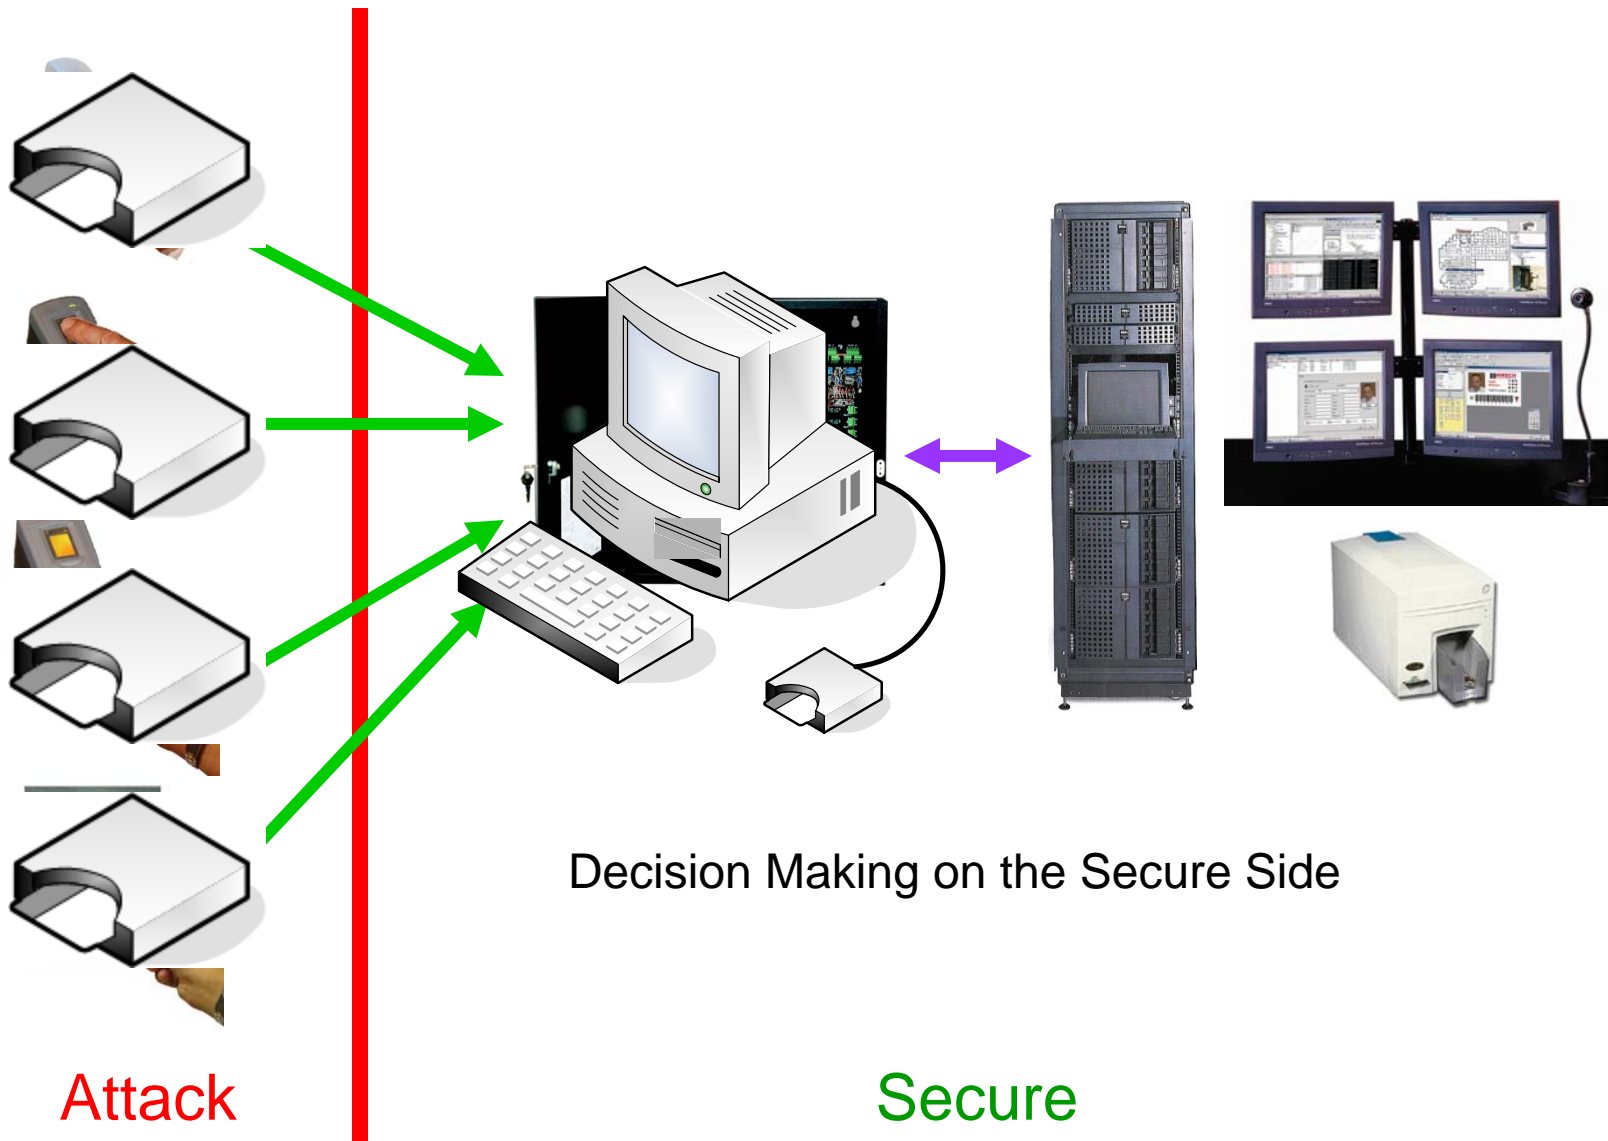 Decision Making on the Secure Side
Attack
Secure